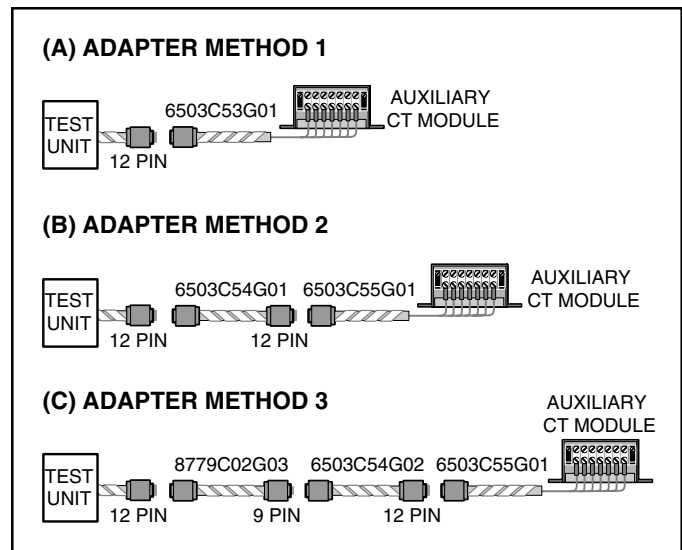 (A) ADAPTER METHOD 1
TEST
UNIT
12 PIN
6503C53G01
AUXILIARY
CT MODULE
(B) ADAPTER METHOD 2
TEST
UNIT
12 PIN
6503C54G01
12 PIN
6503C55G01
AUXILIARY
CT MODULE
(C) ADAPTER METHOD 3
TEST
UNIT
12 PIN
8779C02G03
9 PIN
6503C54G02
12 PIN
6503C55G01
AUXILIARY
CT MODULE